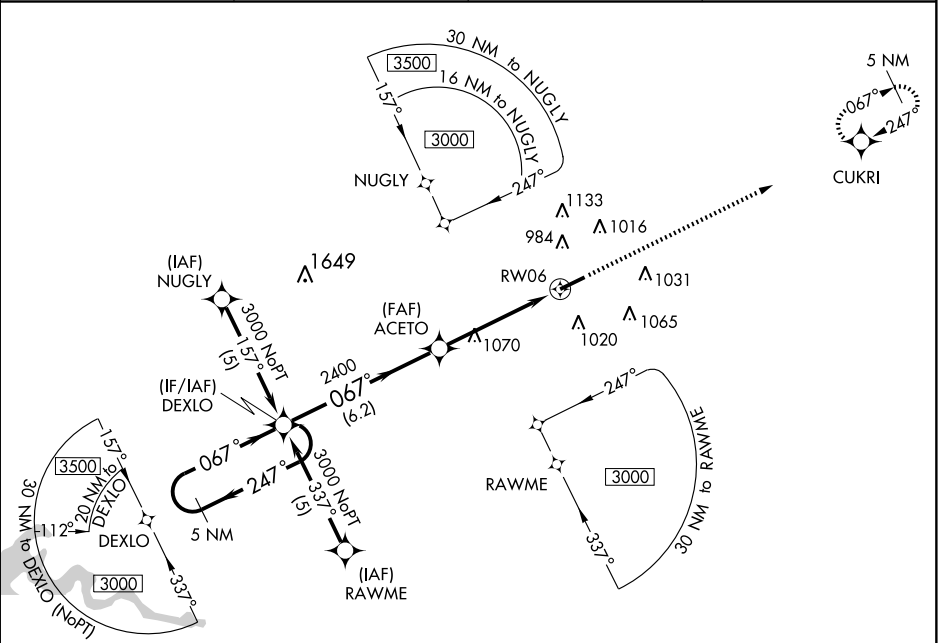 30 NM to NUGLY
3500
16 NM to NUGLY
157°
3000
NUGLY
247°
5 NM
067°
247°
CUKRI
1133
984
1016
RW06
1031
1065
1020
1649
(IAF)
NUGLY
3000 NoPT
157°
(5)
(FAF)
ACETO
1070
2400
067°
(6.2)
(IF/IAF)
DEXLO
067°
247°
5 NM
3000 NoPT
337°
(5)
(IAF)
RAWME
157°
3500
20 NM to
DEXLO
112°
DEXLO
3000
337°
30 NM to DEXLO (NoPT)
247°
RAWME
3000
30 NM to RAWME
337°